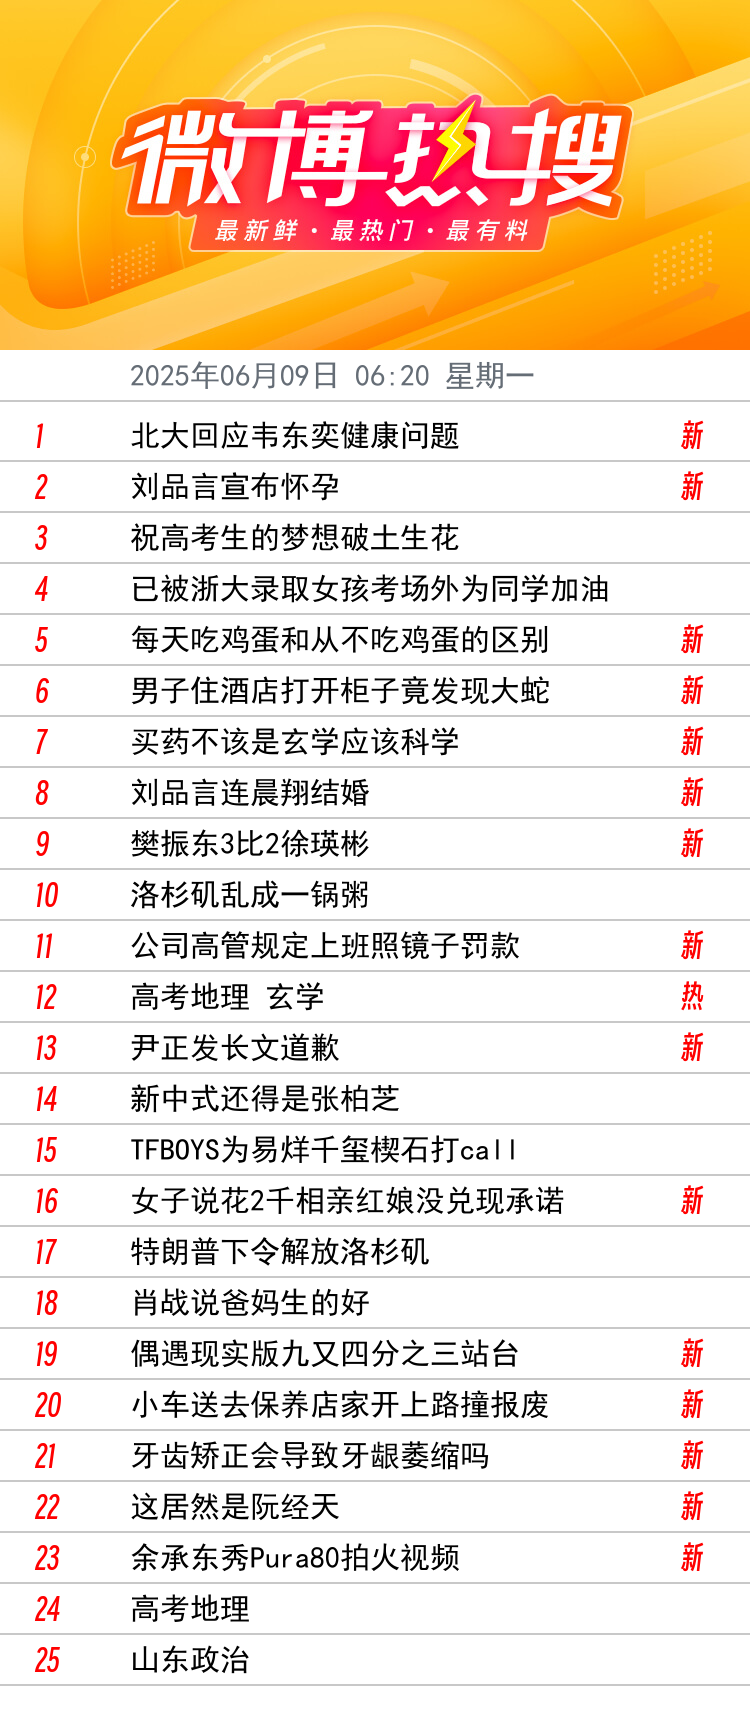 微博热搜
最新鲜·最热门·最有料
2025年06月09日 06:20 星期一
1 北大回应韦东奕健康问题 新
2 刘品言宣布怀孕 新
3 祝高考生的梦想破土生花
4 已被浙大录取女孩考场外为同学加油
5 每天吃鸡蛋和从不吃鸡蛋的区别 新
6 男子住酒店打开柜子竟发现大蛇 新
7 买药不该是玄学应该科学 新
8 刘品言连晨翔结婚 新
9 樊振东3比2徐瑛彬 新
10 洛杉矶乱成一锅粥
11 公司高管规定上班照镜子罚款 新
12 高考地理 玄学 热
13 尹正发长文道歉 新
14 新中式还得是张柏芝
15 TFBOYS为易烊千玺楔石打call
16 女子说花2千相亲红娘没兑现承诺 新
17 特朗普下令解放洛杉矶
18 肖战说爸妈生的好
19 偶遇现实版九又四分之三站台 新
20 小车送去保养店家开上路撞报废 新
21 牙齿矫正会导致牙龈萎缩吗 新
22 这居然是阮经天 新
23 余承东秀Pura80拍火视频 新
24 高考地理
25 山东政治